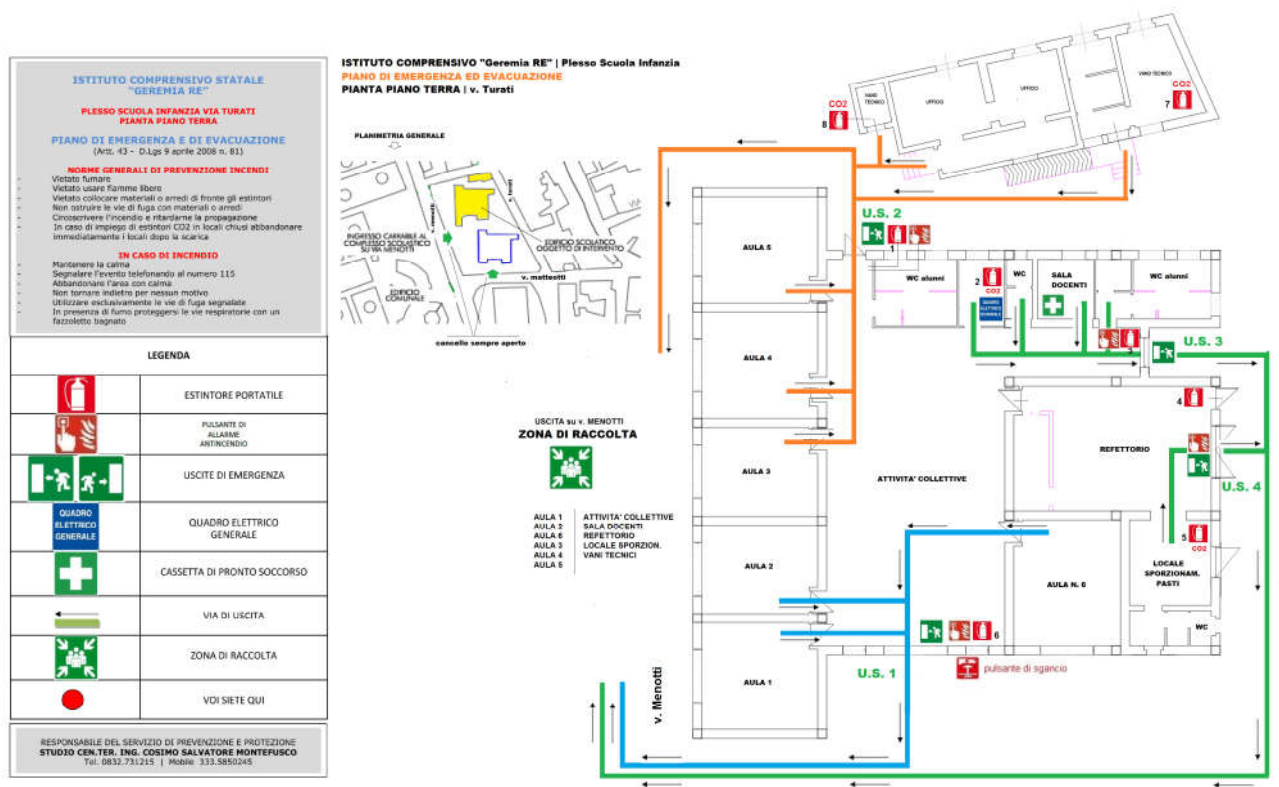 ISTITUTO COMPRENSIVO STATALE
"GEREMIA RE"
PLESSO SCUOLA INFANZIA VIA TURATI
PIANTA PIANO TERRA
PIANO DI EMERGENZA E DI EVACUAZIONE
(Artt. 43 - D.Lgs 9 aprile 2008 n. 81)
NORME GENERALI DI PREVENZIONE INCENDI
- Vietato fumare
- Vietato usare fiamme libere
- Vietato collocare materiali o arredi di fronte gli estintori
- Non ostruire le vie di fuga con materiali o arredi
- Circoscrivere l'incendio e ritardarne la propagazione
- In caso di impiego di estintori CO2 in locali chiusi abbandonare
immediatamente i locali dopo la scarica
IN CASO DI INCENDIO
- Mantenere la calma
- Segnalare l'evento telefonando al numero 115
- Abbandonare l'area con calma
- Non tornare indietro per nessun motivo
- Utilizzare esclusivamente le vie di fuga segnalate
- In presenza di fumo proteggersi le vie respiratorie con un
fazzoletto bagnato
LEGENDA
ESTINTORE PORTATILE
PULSANTE DI
ALLARME
ANTINCENDIO
USCITE DI EMERGENZA
QUADRO
ELETTRICO
GENERALE
QUADRO ELETTRICO
GENERALE
CASSETTA DI PRONTO SOCCORSO
VIA DI USCITA
ZONA DI RACCOLTA
VOI SIETE QUI
RESPONSABILE DEL SERVIZIO DI PREVENZIONE E PROTEZIONE
STUDIO CEN.TER. ING. COSIMO SALVATORE MONTEFUSCO
Tel. 0832.731215 | Mobile 333.5850245
ISTITUTO COMPRENSIVO "Geremia RE" | Plesso Scuola Infanzia
PIANO DI EMERGENZA ED EVACUAZIONE
PIANTA PIANO TERRA | v. Turati
PLANIMETRIA GENERALE
v. menotti
v. turati
INGRESSO CARRABILE AL
COMPLESSO SCOLASTICO
SU VIA MENOTTI
EDIFICIO SCOLASTICO
OGGETTO DI INTERVENTO
v. matteotti
EDIFICIO
COMUNALE
cancello sempre aperto
USCITA su v. MENOTTI
ZONA DI RACCOLTA
AULA 1 ATTIVITA' COLLETTIVE
AULA 2 SALA DOCENTI
AULA 6 REFETTORIO
AULA 3 LOCALE SPORZION.
AULA 4 VANI TECNICI
AULA 5
v. Menotti
CO2
8
VANO
TECNICO
UFFICIO
UFFICIO
VANO TECNICO
CO2
7
U.S. 2
1
AULA 5
WC alunni
2
CO2
QUADRO
ELETTRICO
GENERALE
WC
SALA
DOCENTI
WC alunni
3
U.S. 3
AULA 4
4
REFETTORIO
AULA 3
ATTIVITA' COLLETTIVE
U.S. 4
5
CO2
AULA 2
AULA N. 6
LOCALE
SPORZIONAM.
PASTI
WC
6
pulsante di sgancio
U.S. 1
AULA 1